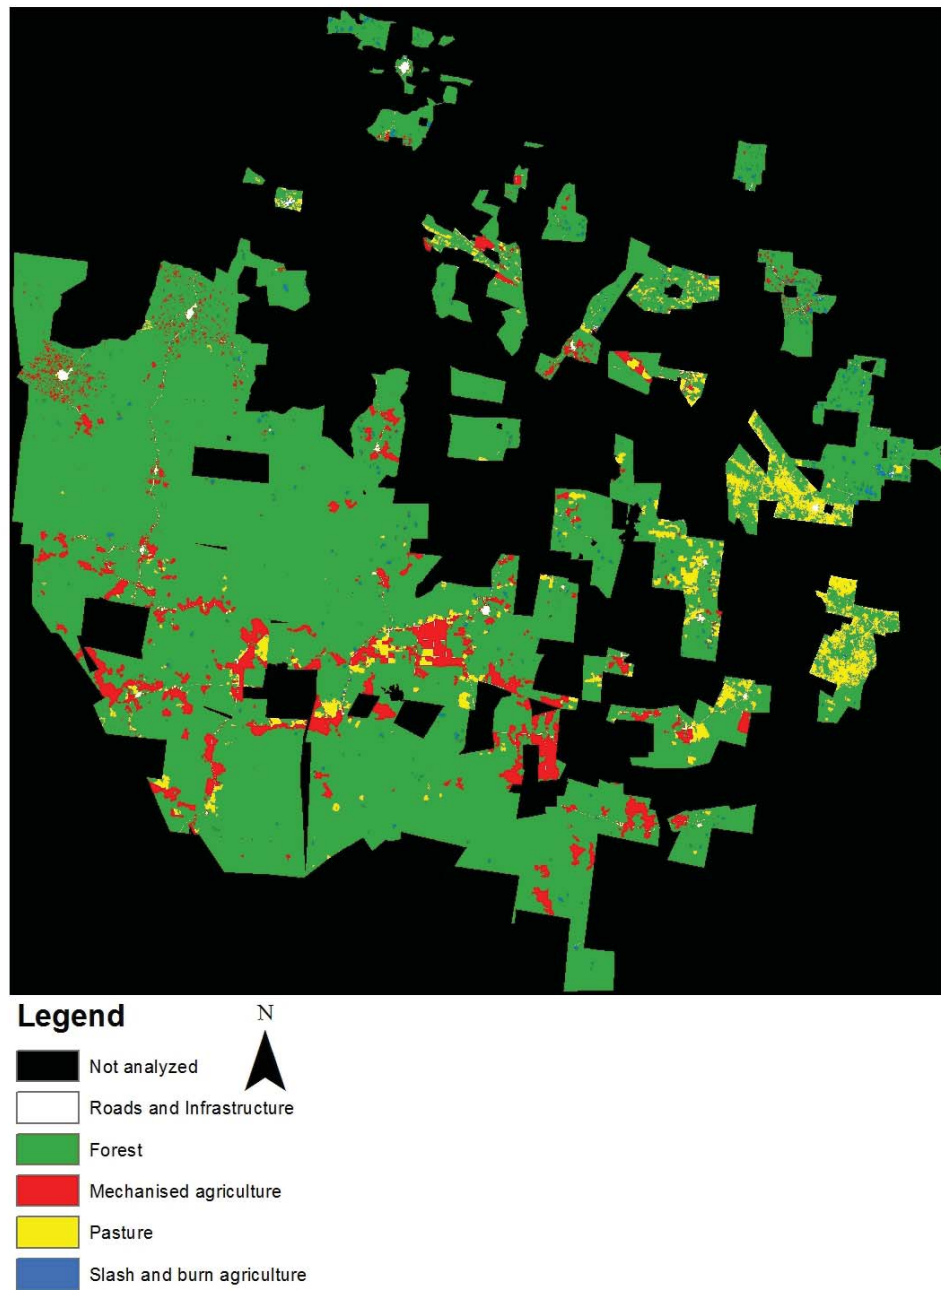 Legend
N
Not analyzed
Roads and Infrastructure
Forest
Mechanised agriculture
Pasture
Slash and burn agriculture